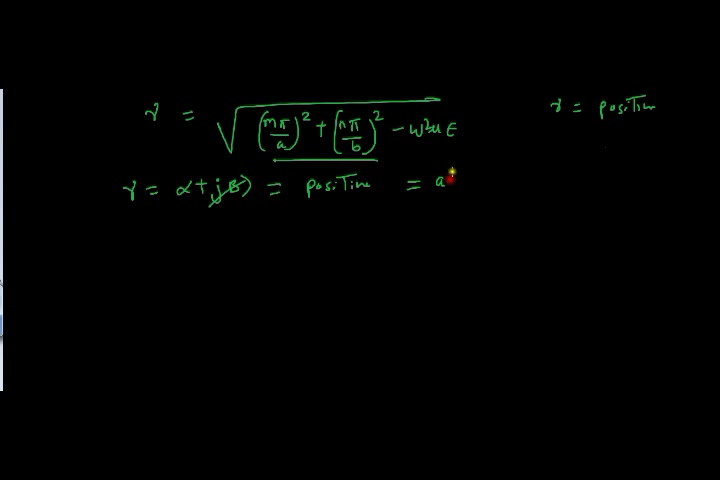 γ = √((mπ/a)² + (nπ/b)² - ω²με γ = positive
γ = α + jβ) = positive = a